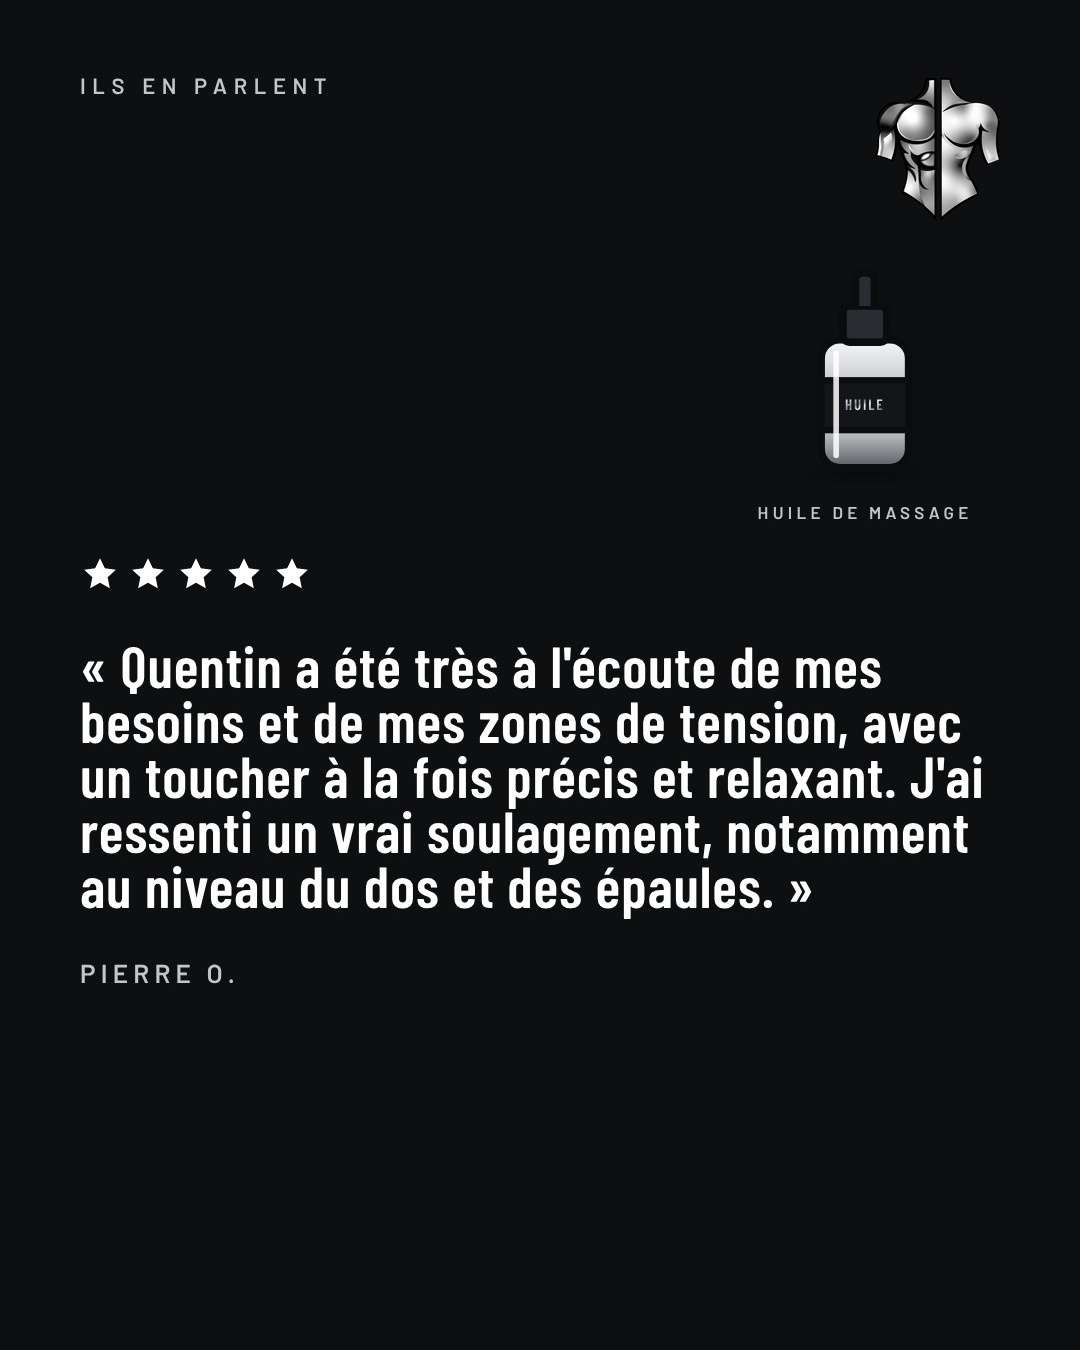 ILS EN PARLENT
HUILE
HUILE DE MASSAGE
« Quentin a été très à l'écoute de mes
besoins et de mes zones de tension, avec
un toucher à la fois précis et relaxant. J'ai
ressenti un vrai soulagement, notamment
au niveau du dos et des épaules. »
PIERRE O.